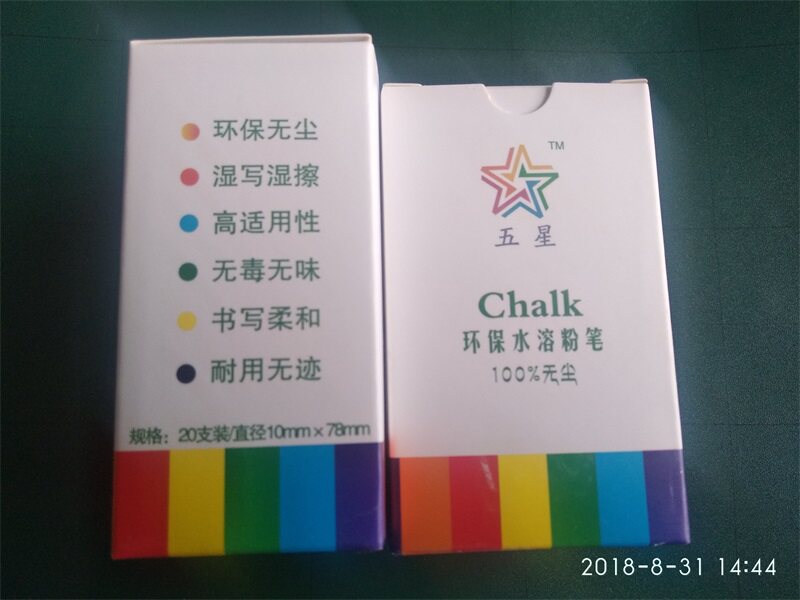 环保无尘
湿写湿擦
高适用性
无毒无味
书写柔和
耐用无迹
规格：20支装/直径10mm×78mm
TM
五星
Chalk
环保水溶粉笔
100%无尘
2018-8-31 14:44